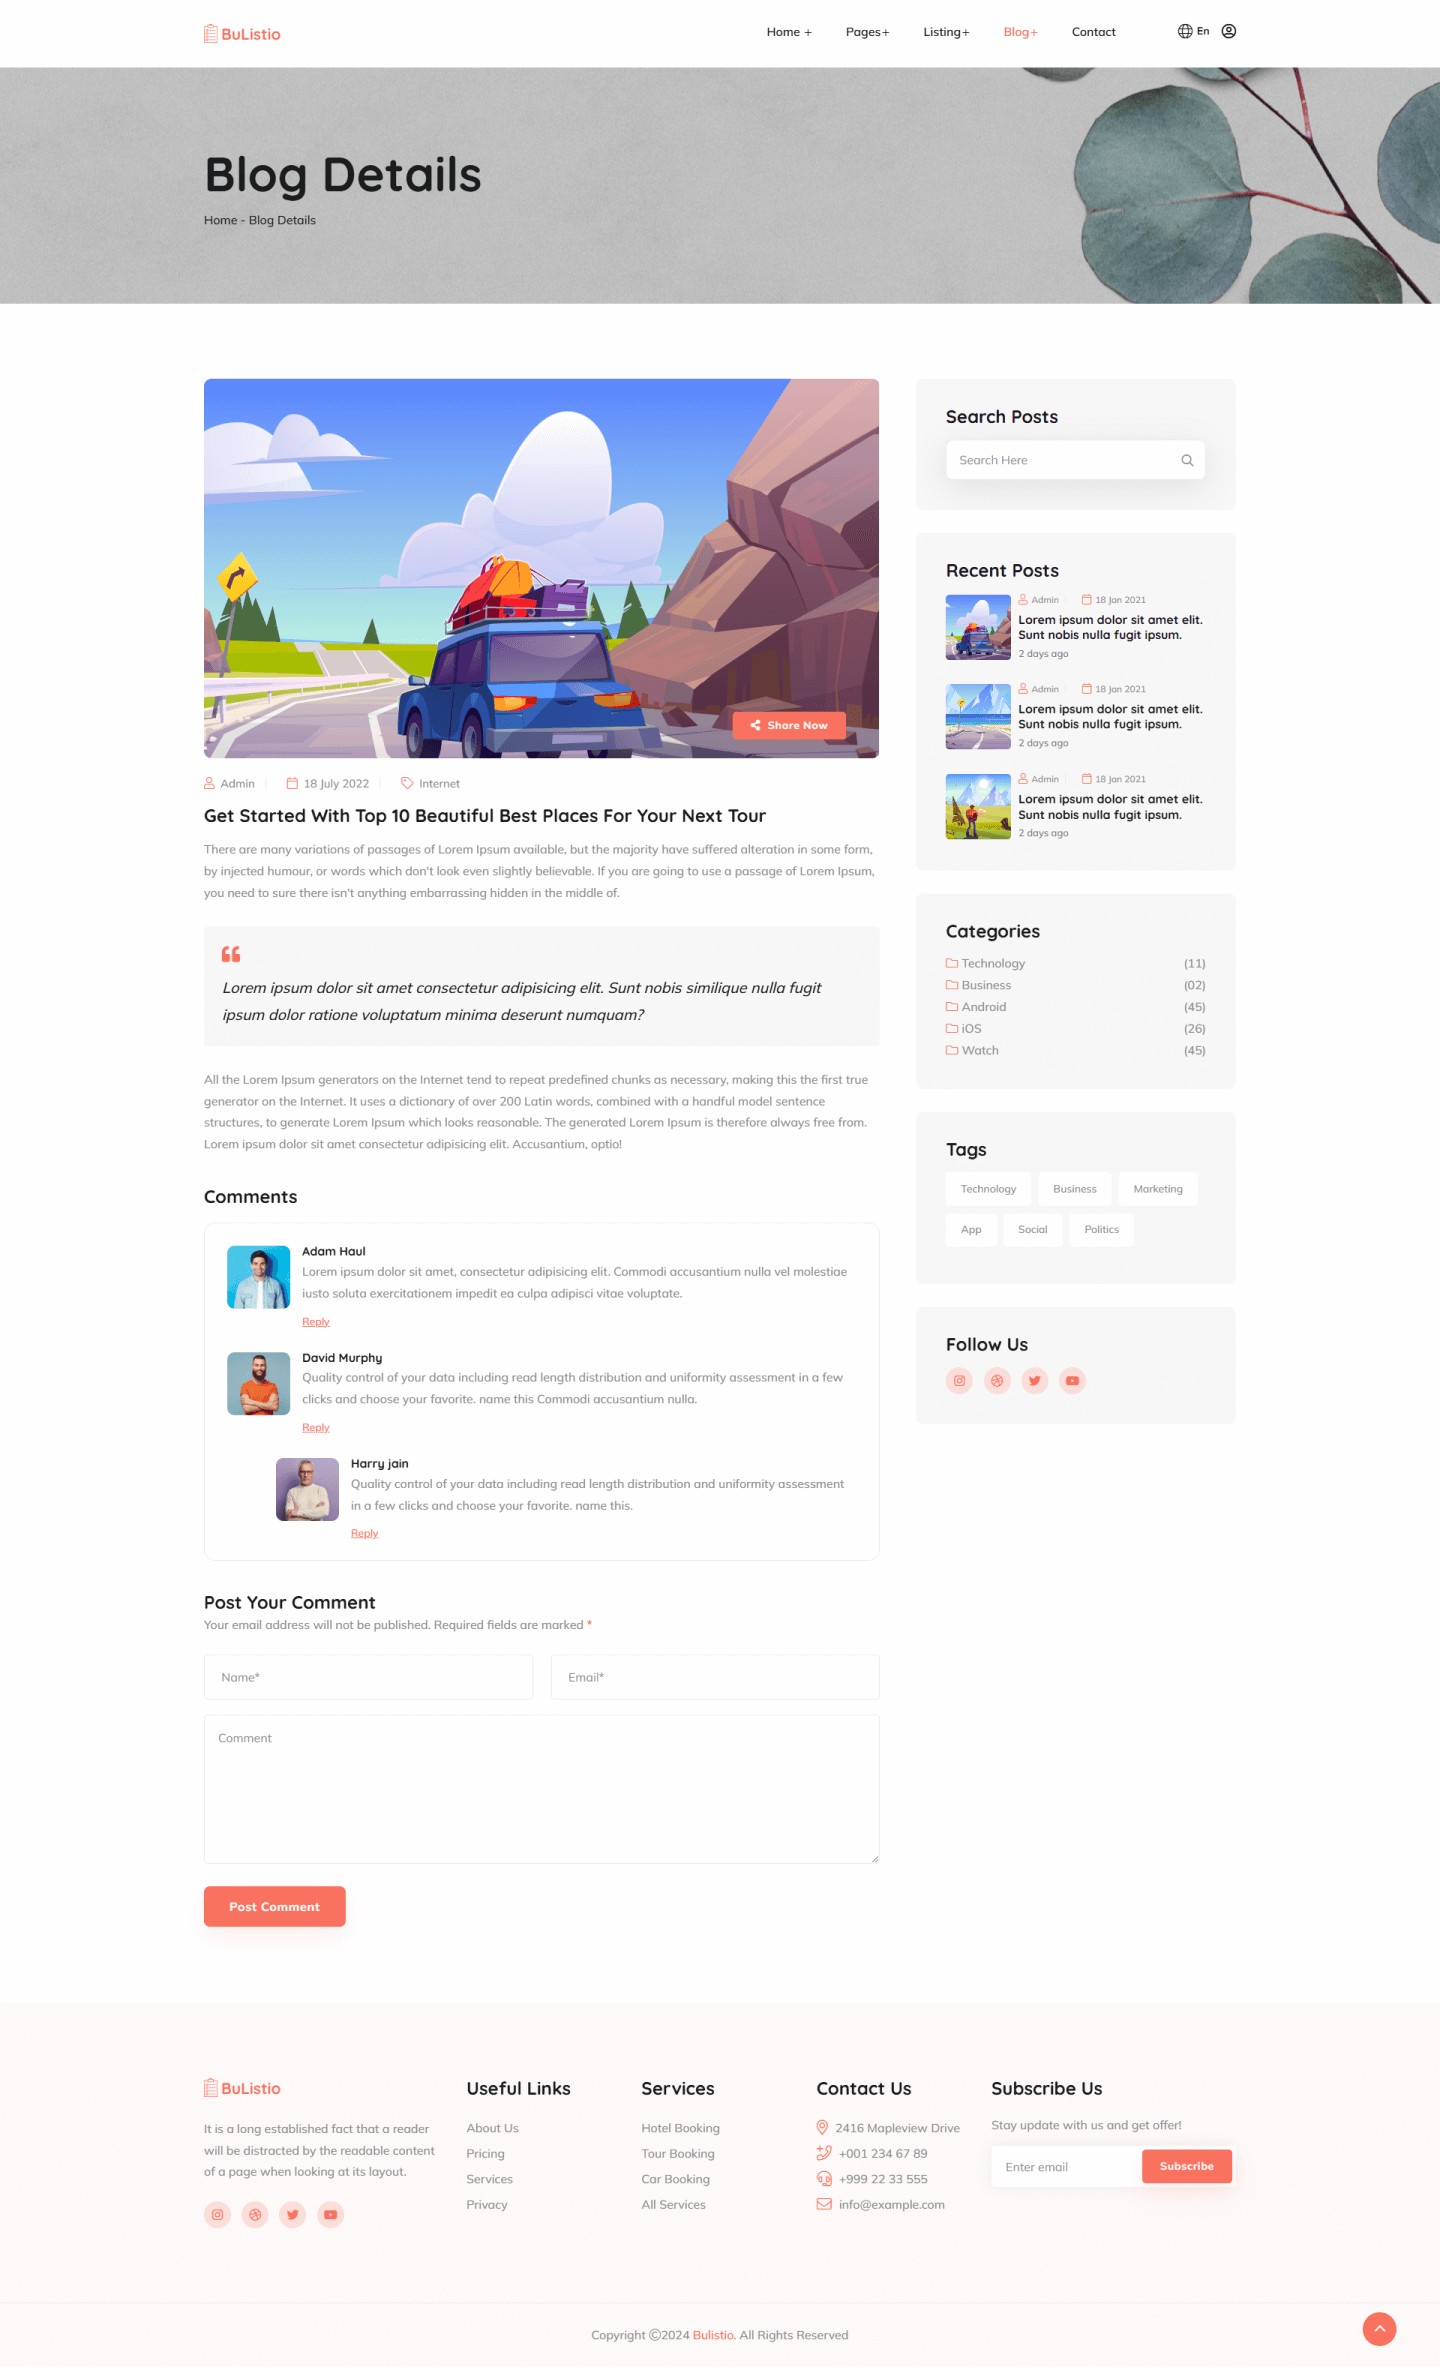 BuListio
Home +
Pages+
Listing+
Blog+
Contact
En
Blog Details
Home - Blog Details
Share Now
Admin
18 July 2022
Internet
Get Started With Top 10 Beautiful Best Places For Your Next Tour
There are many variations of passages of Lorem Ipsum available, but the majority have suffered alteration in some form,
by injected humour, or words which don't look even slightly believable. If you are going to use a passage of Lorem Ipsum,
you need to sure there isn't anything embarrassing hidden in the middle of.
Lorem ipsum dolor sit amet consectetur adipisicing elit. Sunt nobis similique nulla fugit
ipsum dolor ratione voluptatum minima deserunt numquam?
All the Lorem Ipsum generators on the Internet tend to repeat predefined chunks as necessary, making this the first true
generator on the Internet. It uses a dictionary of over 200 Latin words, combined with a handful model sentence
structures, to generate Lorem Ipsum which looks reasonable. The generated Lorem Ipsum is therefore always free from.
Lorem ipsum dolor sit amet consectetur adipisicing elit. Accusantium, optio!
Comments
Adam Haul
Lorem ipsum dolor sit amet, consectetur adipisicing elit. Commodi accusantium nulla vel molestiae
iusto soluta exercitationem impedit ea culpa adipisci vitae voluptate.
Reply
David Murphy
Quality control of your data including read length distribution and uniformity assessment in a few
clicks and choose your favorite. name this Commodi accusantium nulla.
Reply
Harry jain
Quality control of your data including read length distribution and uniformity assessment
in a few clicks and choose your favorite. name this.
Reply
Post Your Comment
Your email address will not be published. Required fields are marked *
Name*
Email*
Comment
Post Comment
Search Posts
Search Here
Recent Posts
Admin
18 Jan 2021
Lorem ipsum dolor sit amet elit.
Sunt nobis nulla fugit ipsum.
2 days ago
Admin
18 Jan 2021
Lorem ipsum dolor sit amet elit.
Sunt nobis nulla fugit ipsum.
2 days ago
Admin
18 Jan 2021
Lorem ipsum dolor sit amet elit.
Sunt nobis nulla fugit ipsum.
2 days ago
Categories
Technology (11)
Business (02)
Android (45)
iOS (26)
Watch (45)
Tags
Technology
Business
Marketing
App
Social
Politics
Follow Us
BuListio
It is a long established fact that a reader
will be distracted by the readable content
of a page when looking at its layout.
Useful Links
About Us
Pricing
Services
Privacy
Services
Hotel Booking
Tour Booking
Car Booking
All Services
Contact Us
2416 Mapleview Drive
+001 234 67 89
+999 22 33 555
info@example.com
Subscribe Us
Stay update with us and get offer!
Enter email
Subscribe
Copyright ©2024 Bulistio. All Rights Reserved